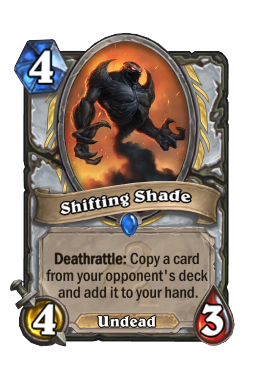 4
Shifting Shade
Deathrattle: Copy a card
from your opponent's deck
and add it to your hand.
4
Undead
3